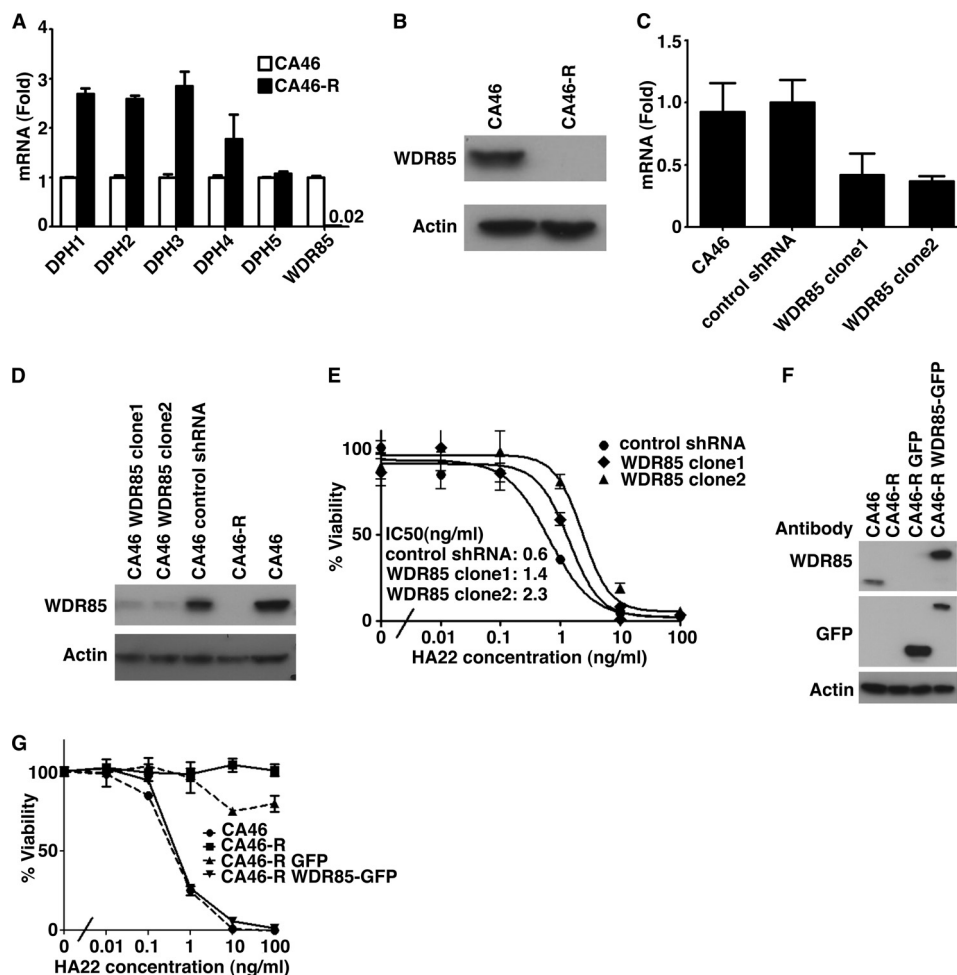 A
CA46
CA46-R
mRNA (Fold)
4
3
2
1
0
0.02
DPH1
DPH2
DPH3
DPH4
DPH5
WDR85
B
CA46
CA46-R
WDR85
Actin
C
mRNA (Fold)
1.5
1.0
0.5
0
CA46
control shRNA
WDR85 clone1
WDR85 clone2
D
CA46 WDR85 clone1
CA46 WDR85 clone2
CA46 control shRNA
CA46-R
CA46
WDR85
Actin
E
% Viability
100
50
0
control shRNA
WDR85 clone1
WDR85 clone2
IC50(ng/ml)
control shRNA: 0.6
WDR85 clone1: 1.4
WDR85 clone2: 2.3
0 0.01 0.1 1 10 100
HA22 concentration (ng/ml)
F
CA46
CA46-R
CA46-R GFP
CA46-R WDR85-GFP
Antibody
WDR85
GFP
Actin
G
% Viability
100
50
0
CA46
CA46-R
CA46-R GFP
CA46-R WDR85-GFP
0 0.01 0.1 1 10 100
HA22 concentration (ng/ml)